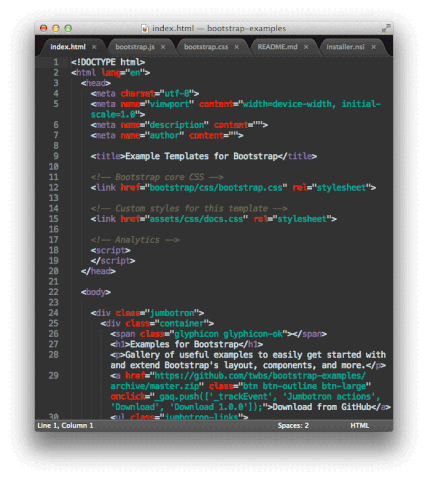 index.html — bootstrap-examples
index.html × bootstrap.js × bootstrap.css × README.md × installer.nsi ×
1 <!DOCTYPE html>
2 <html lang="en">
3 <head>
4 <meta charset="utf-8">
5 <meta name="viewport" content="width=device-width, initial-
scale=1.0">
6 <meta name="description" content="">
7 <meta name="author" content="">
8
9 <title>Example Templates for Bootstrap</title>
10
11 <!-- Bootstrap core CSS -->
12 <link href="bootstrap/css/bootstrap.css" rel="stylesheet">
13
14 <!-- Custom styles for this template -->
15 <link href="assets/css/docs.css" rel="stylesheet">
16
17 <!-- Analytics -->
18 <script>
19 </script>
20 </head>
21
22 <body>
23
24 <div class="jumbotron">
25 <div class="container">
26 <span class="glyphicon glyphicon-ok"></span>
27 <h1>Examples for Bootstrap</h1>
28 <p>Gallery of useful examples to easily get started with
and extend Bootstrap's layout, components, and more.</p>
29 <a href="https://github.com/twbs/bootstrap-examples/
archive/master.zip" class="btn btn-outline btn-large"
onclick="_gaq.push(['_trackEvent', 'Jumbotron actions',
'Download', 'Download 1.0.0']);">Download from GitHub</a>
30 <ul class="jumbotron-links">
Line 1, Column 1 Spaces: 2 HTML